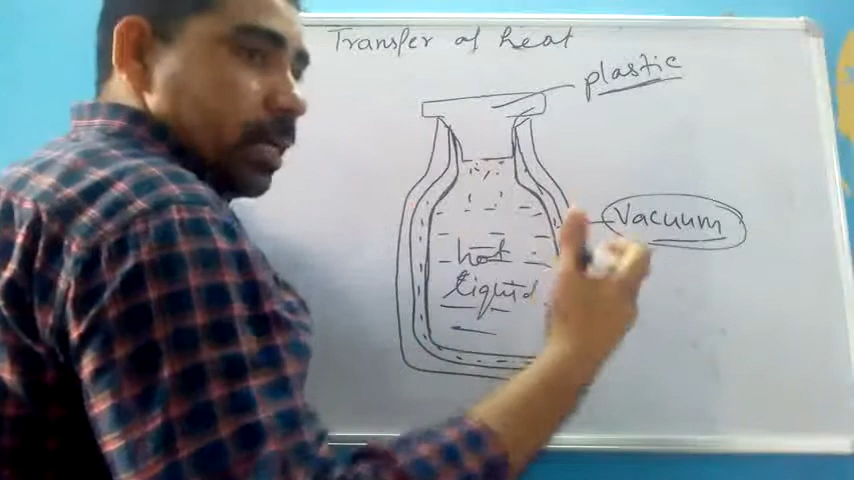 Transfer of heat
plastic
Vacuum
hot
liquid